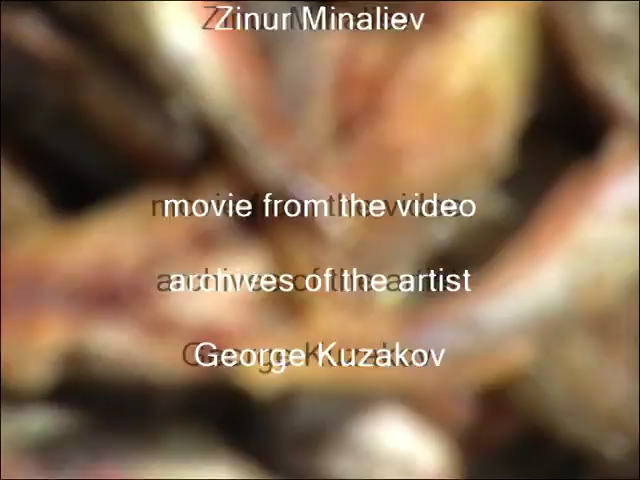 Zinur Minaliev
movie from the video
archives of the artist
George Kuzakov